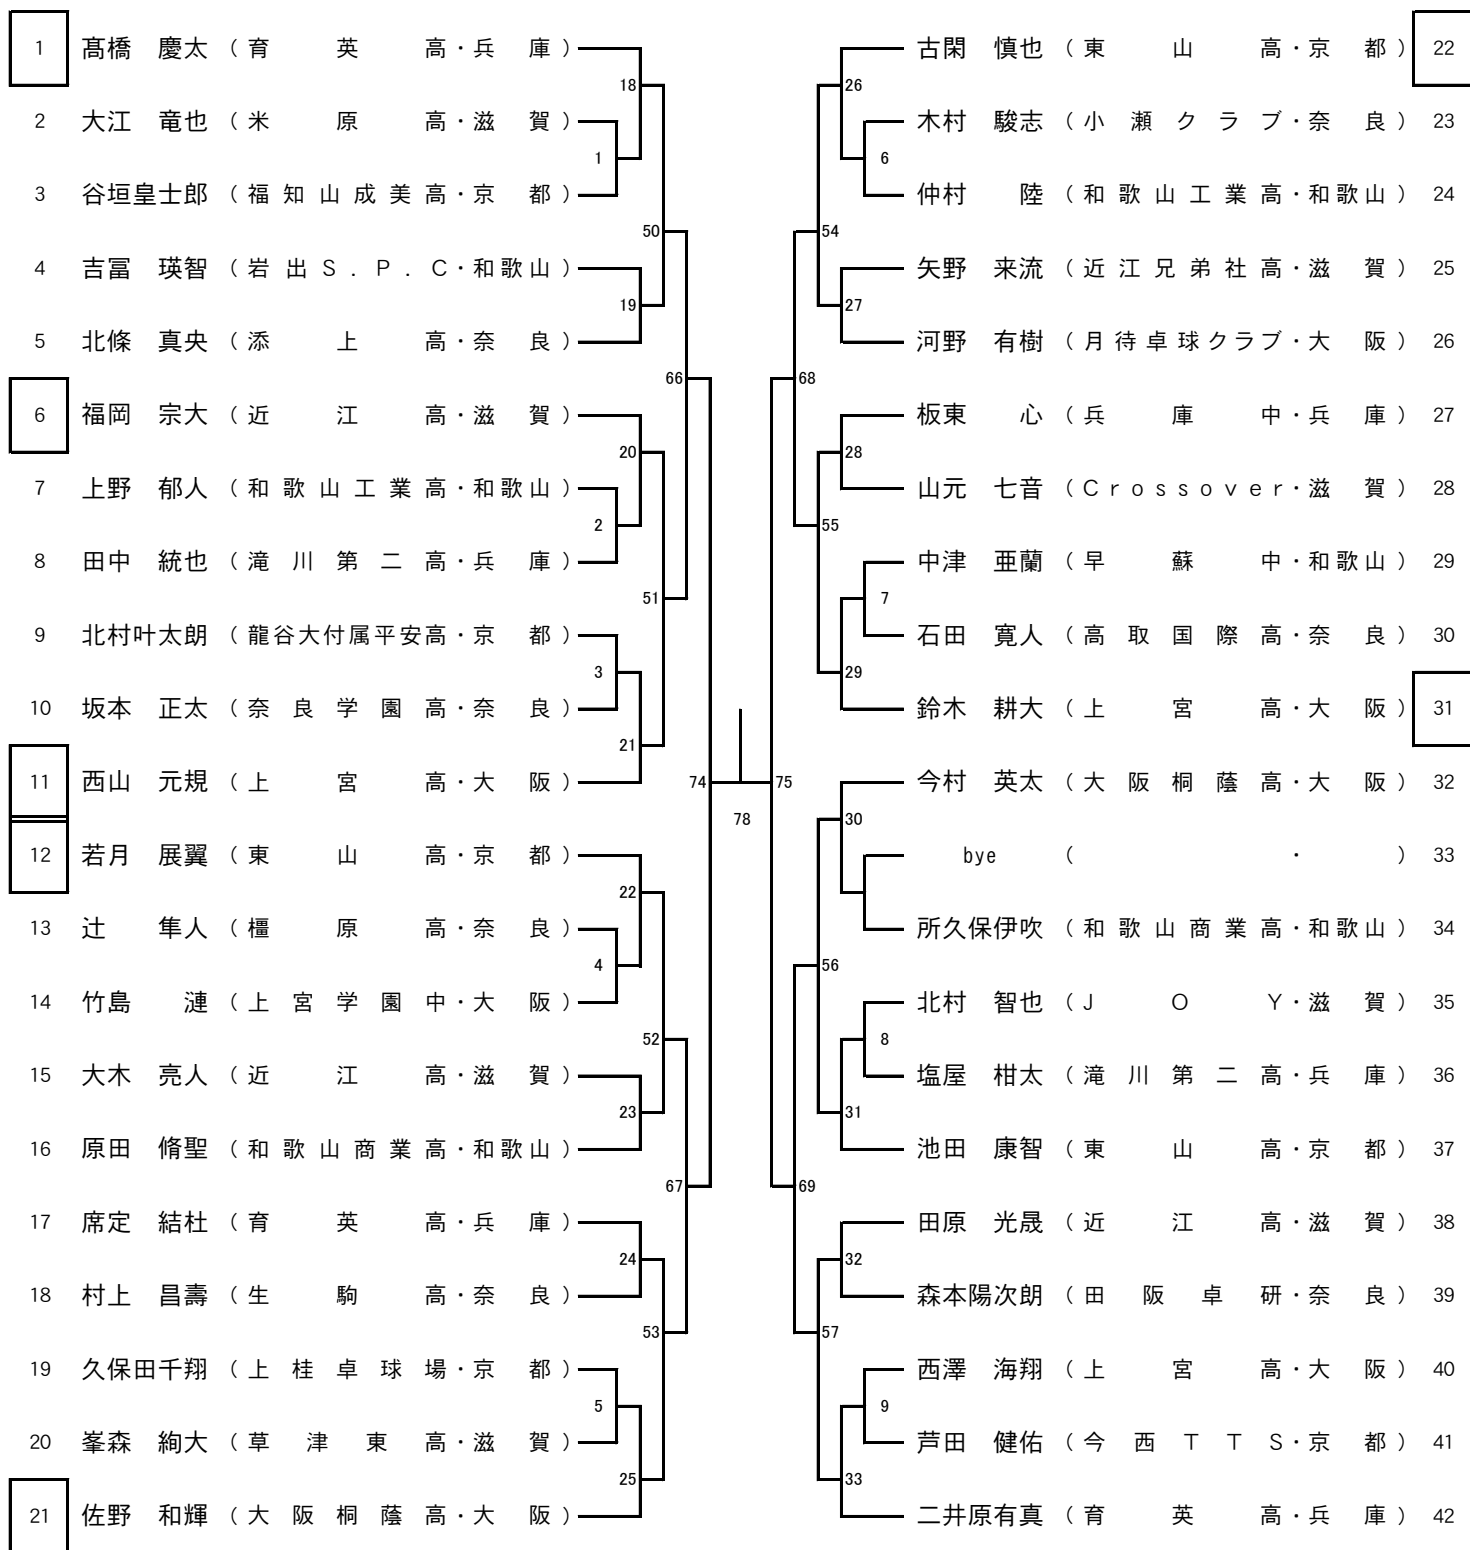 1 髙橋 慶太 (育英高・兵庫)
2 大江 竜也 (米原高・滋賀)
3 谷垣皇士郎 (福知山成美高・京都)
4 吉冨 瑛智 (岩出S.P.C・和歌山)
5 北條 真央 (添上高・奈良)
6 福岡 宗大 (近江高・滋賀)
7 上野 郁人 (和歌山工業高・和歌山)
8 田中 統也 (滝川第二高・兵庫)
9 北村叶太朗 (龍谷大付属平安高・京都)
10 坂本 正太 (奈良学園高・奈良)
11 西山 元規 (上宮高・大阪)
12 若月 展翼 (東山高・京都)
13 辻 隼人 (橿原高・奈良)
14 竹島 漣 (上宮学園中・大阪)
15 大木 亮人 (近江高・滋賀)
16 原田 脩聖 (和歌山商業高・和歌山)
17 席定 結杜 (育英高・兵庫)
18 村上 昌壽 (生駒高・奈良)
19 久保田千翔 (上桂卓球場・京都)
20 峯森 絢大 (草津東高・滋賀)
21 佐野 和輝 (大阪桐蔭高・大阪)
18
1
50
19
66
20
2
51
3
21
74
22
4
52
23
67
24
53
5
25
78
75
26
6
54
27
68
28
55
7
29
30
56
8
31
69
32
57
9
33
古閑 慎也 (東山高・京都) 22
木村 駿志 (小瀬クラブ・奈良) 23
仲村 陸 (和歌山工業高・和歌山) 24
矢野 来流 (近江兄弟社高・滋賀) 25
河野 有樹 (月待卓球クラブ・大阪) 26
板東 心 (兵庫中・兵庫) 27
山元 七音 (Crossover・滋賀) 28
中津 亜蘭 (早蘇中・和歌山) 29
石田 寛人 (高取国際高・奈良) 30
鈴木 耕大 (上宮高・大阪) 31
今村 英太 (大阪桐蔭高・大阪) 32
bye ( ・ ) 33
所久保伊吹 (和歌山商業高・和歌山) 34
北村 智也 (JOY・滋賀) 35
塩屋 柑太 (滝川第二高・兵庫) 36
池田 康智 (東山高・京都) 37
田原 光晟 (近江高・滋賀) 38
森本陽次朗 (田阪卓研・奈良) 39
西澤 海翔 (上宮高・大阪) 40
芦田 健佑 (今西TTS・京都) 41
二井原有真 (育英高・兵庫) 42